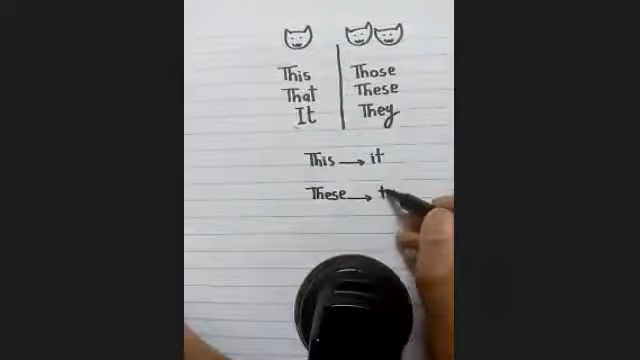 This Those
That These
It They
This → it
These → t